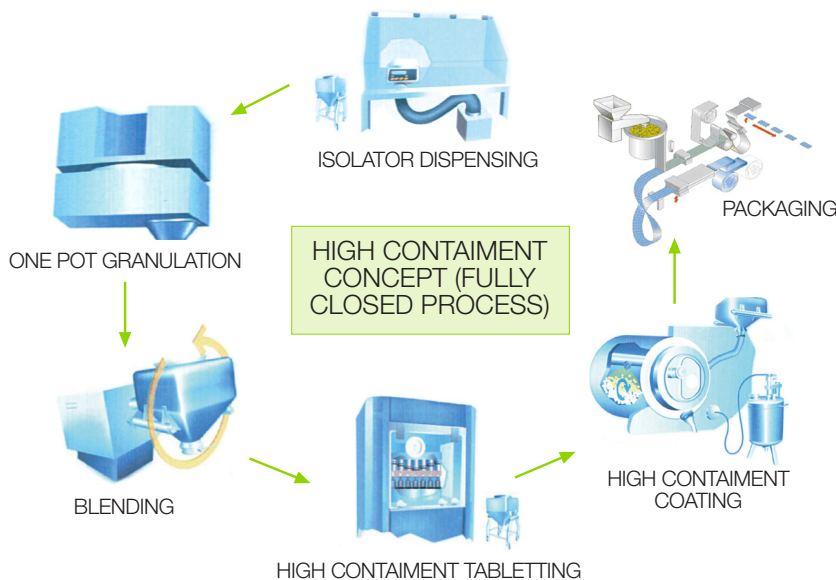 ISOLATOR DISPENSING
PACKAGING
ONE POT GRANULATION
HIGH CONTAIMENT
CONCEPT (FULLY
CLOSED PROCESS)
BLENDING
HIGH CONTAIMENT
COATING
HIGH CONTAIMENT TABLETTING